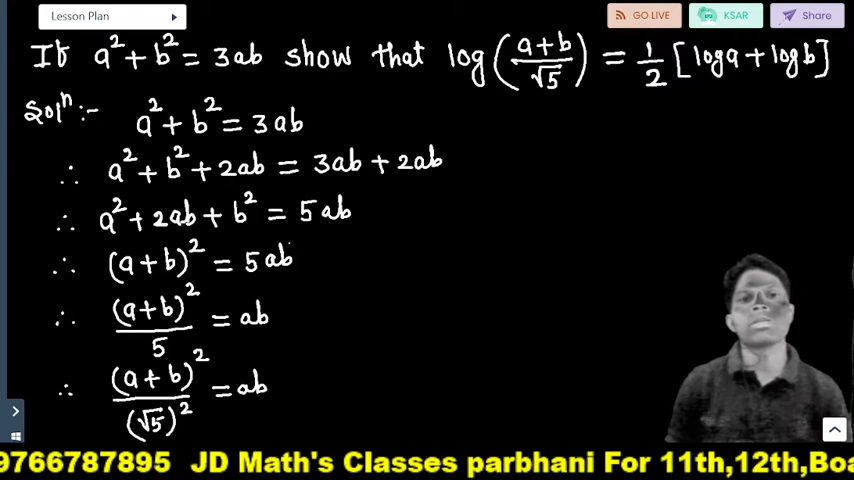 Lesson Plan
GO LIVE
KSAR
Share
If a² + b² = 3ab show that log((a+b)/√5) = 1/2 [loga + logb]
Solⁿ :- a² + b² = 3ab
∴ a² + b² + 2ab = 3ab + 2ab
∴ a² + 2ab + b² = 5ab
∴ (a + b)² = 5ab
∴ (a+b)²/5 = ab
∴ (a + b)²/(√5)² = ab
9766787895 JD Math's Classes parbhani For 11th,12th,Boa